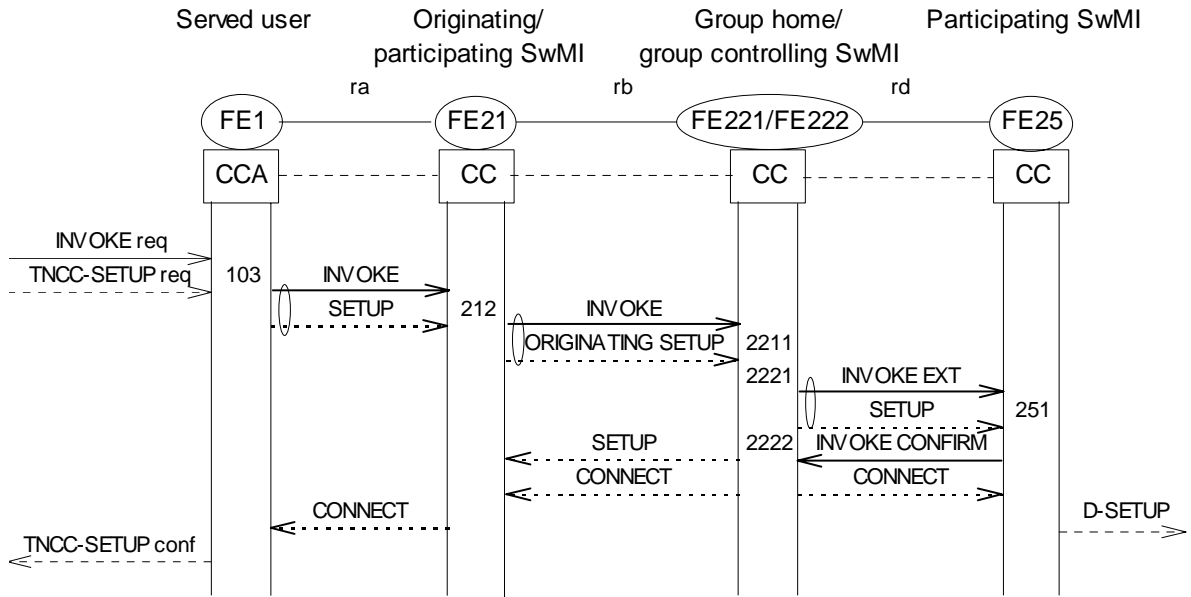 Served user
Originating/
participating SwMI
Group home/
group controlling SwMI
Participating SwMI
ra
rb
rd
FE1
FE21
FE221/FE222
FE25
CCA
CC
CC
CC
INVOKE req
TNCC-SETUP req
103
INVOKE
SETUP
212
INVOKE
ORIGINATING SETUP
2211
2221
INVOKE EXT
SETUP
251
SETUP
2222
INVOKE CONFIRM
CONNECT
CONNECT
CONNECT
D-SETUP
TNCC-SETUP conf